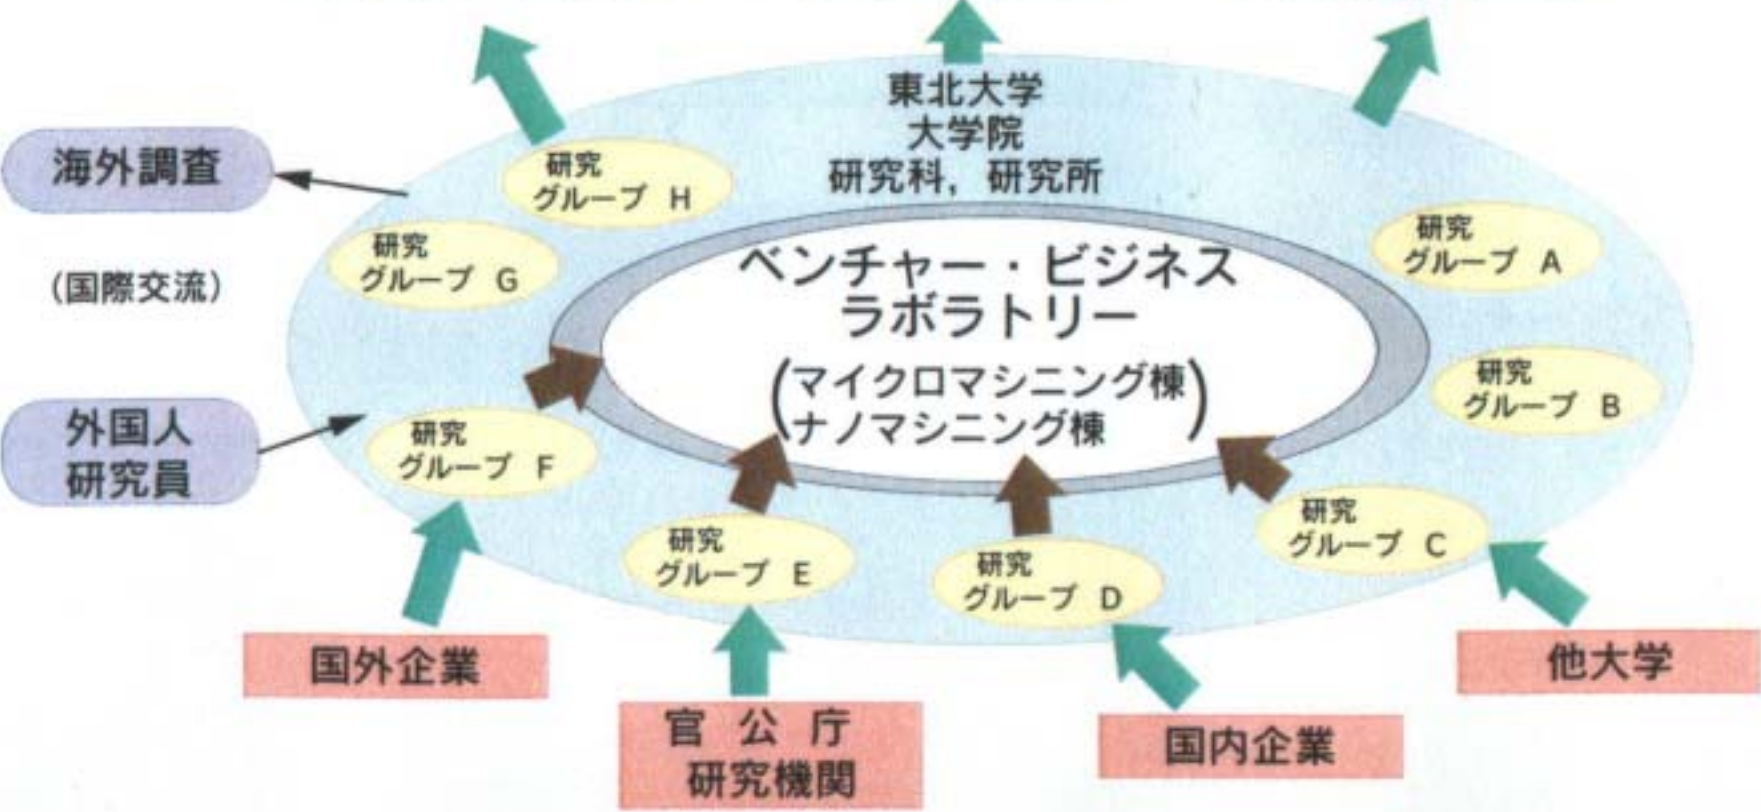 東北大学
大学院
研究科，研究所
海外調査
（国際交流）
外国人
研究員
研究
グループ H
研究
グループ G
研究
グループ F
研究
グループ E
研究
グループ D
研究
グループ C
研究
グループ B
研究
グループ A
ベンチャー・ビジネス
ラボラトリー
(マイクロマシニング棟
ナノマシニング棟)
国外企業
官 公 庁
研究機関
国内企業
他大学